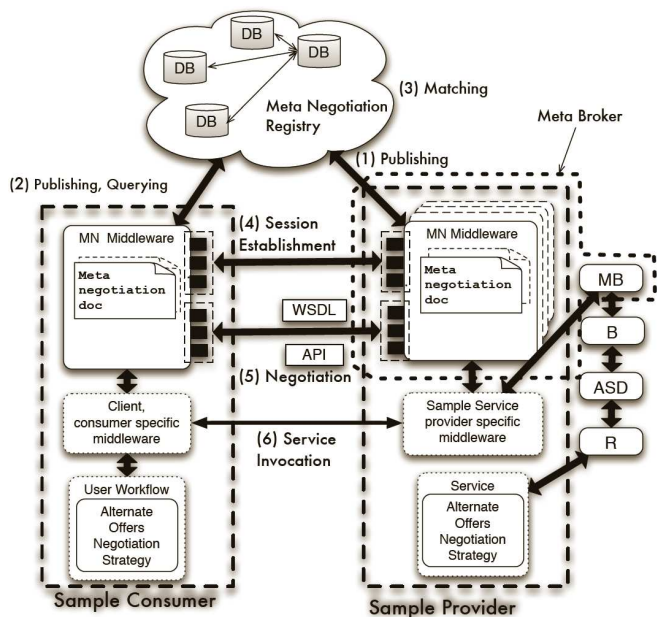 DB
DB
DB
DB
Meta Negotiation
Registry
(3) Matching
Meta Broker
(1) Publishing
(2) Publishing, Querying
MN Middleware
Meta
negotiation
doc
(4) Session
Establishment
MN Middleware
Meta
negotiation
doc
MB
WSDL
B
API
(5) Negotiation
ASD
Client,
consumer specific
middleware
Sample Service
provider specific
middleware
(6) Service
Invocation
R
User Workflow
Alternate
Offers
Negotiation
Strategy
Service
Alternate
Offers
Negotiation
Strategy
Sample Consumer
Sample Provider